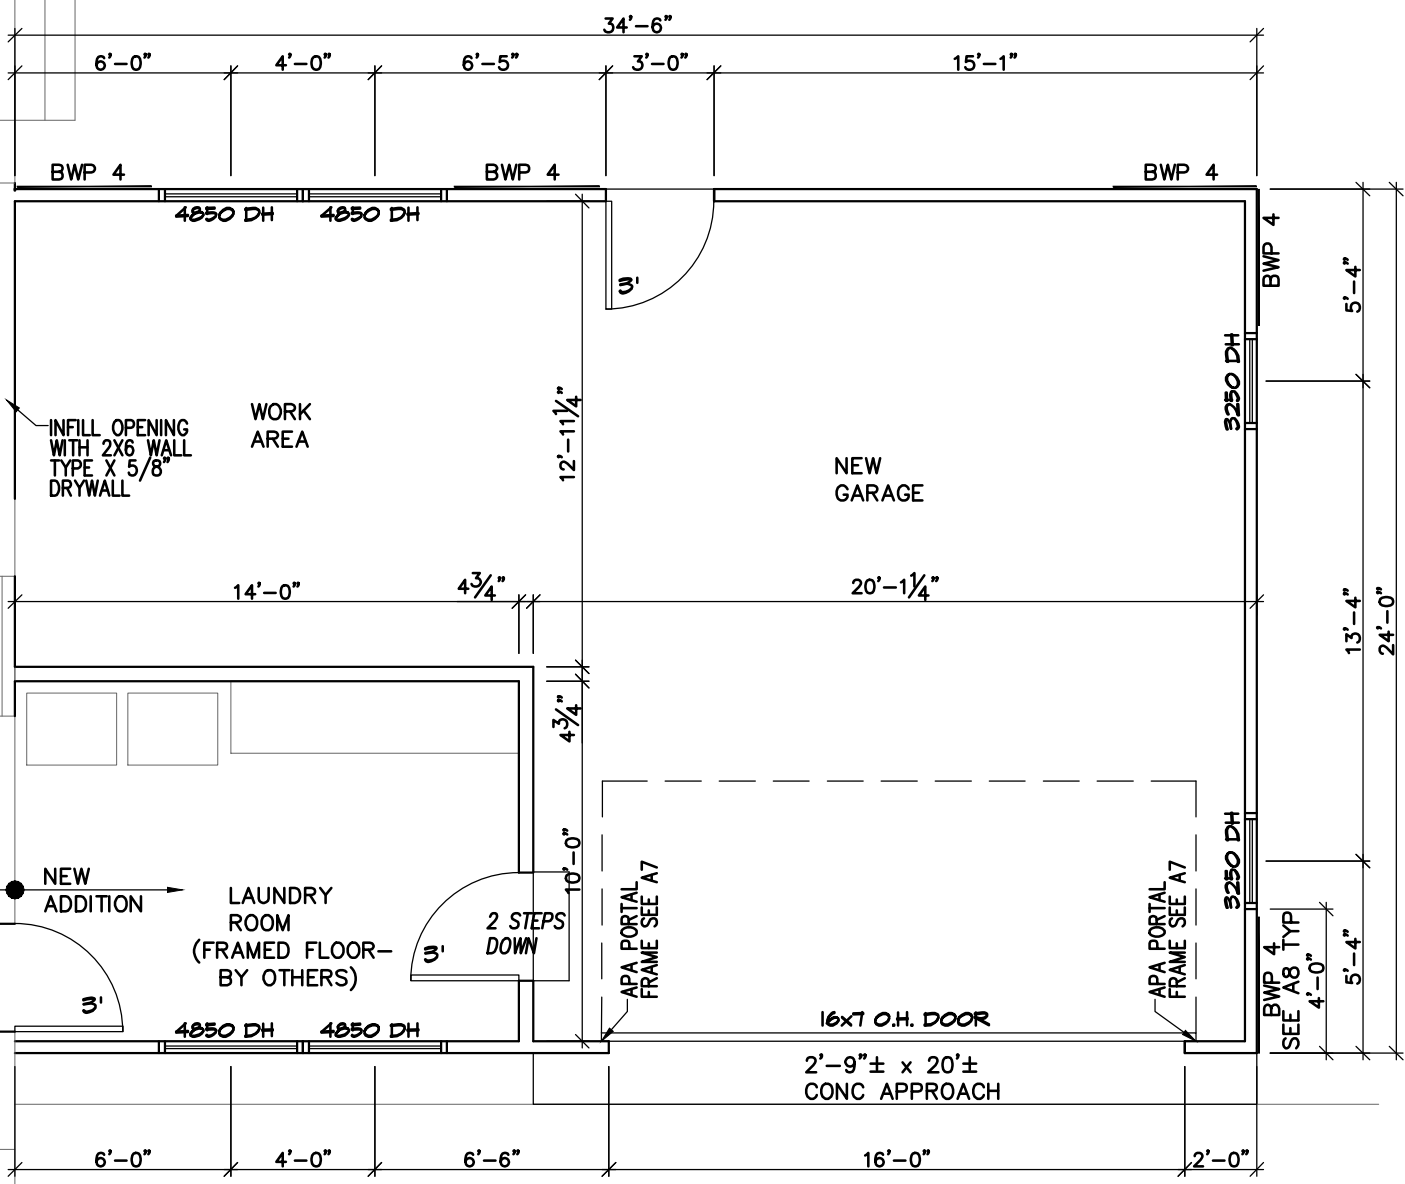 34'-6"
6'-0" 4'-0" 6'-5" 3'-0" 15'-1"
BWP 4 BWP 4 BWP 4
4850 DH 4850 DH
BWP 4
3'
5'-4"
3250 DH
12'-11 1/4"
WORK
AREA
INFILL OPENING
WITH 2X6 WALL
TYPE X 5/8"
DRYWALL
NEW
GARAGE
14'-0" 4 3/4" 20'-1 1/4"
13'-4"
24'-0"
4 3/4"
10'-0"
3250 DH
NEW
ADDITION
LAUNDRY
ROOM
(FRAMED FLOOR-
BY OTHERS)
2 STEPS
DOWN
3'
3'
APA PORTAL
FRAME SEE A7
APA PORTAL
FRAME SEE A7
BWP 4
SEE A8 TYP
4'-0"
5'-4"
4850 DH 4850 DH
16x7 O.H. DOOR
2'-9"± x 20'±
CONC APPROACH
6'-0" 4'-0" 6'-6" 16'-0" 2'-0"